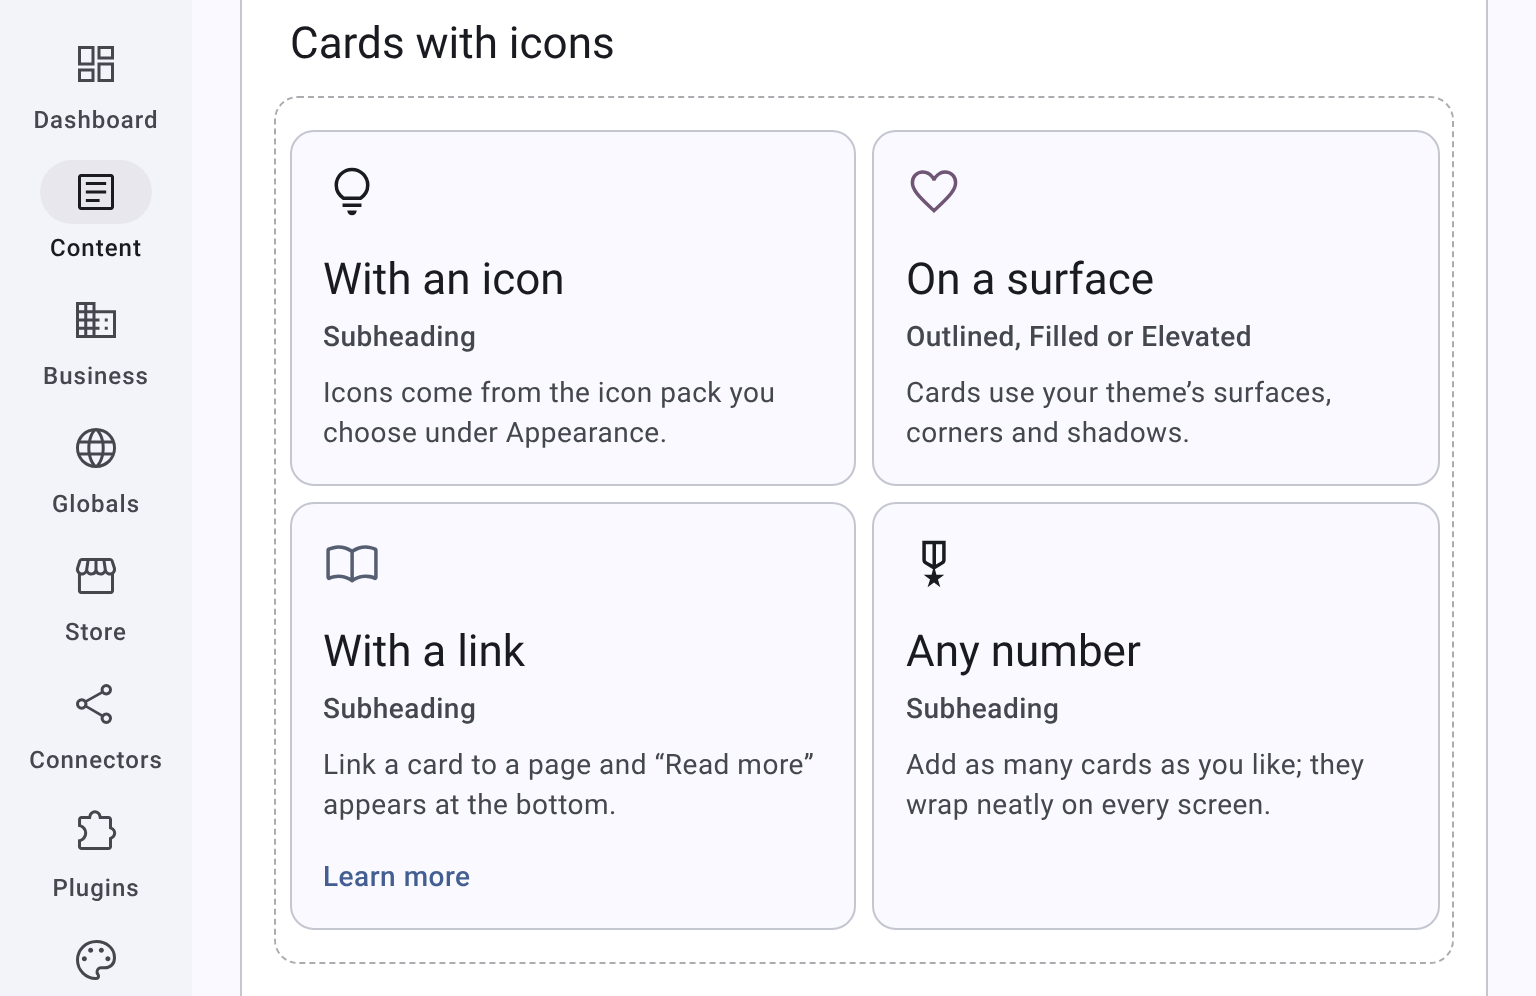 Cards with icons
Dashboard
Content
Business
Globals
Store
Connectors
Plugins
With an icon
Subheading
Icons come from the icon pack you
choose under Appearance.
On a surface
Outlined, Filled or Elevated
Cards use your theme’s surfaces,
corners and shadows.
With a link
Subheading
Link a card to a page and “Read more”
appears at the bottom.
Learn more
Any number
Subheading
Add as many cards as you like; they
wrap neatly on every screen.